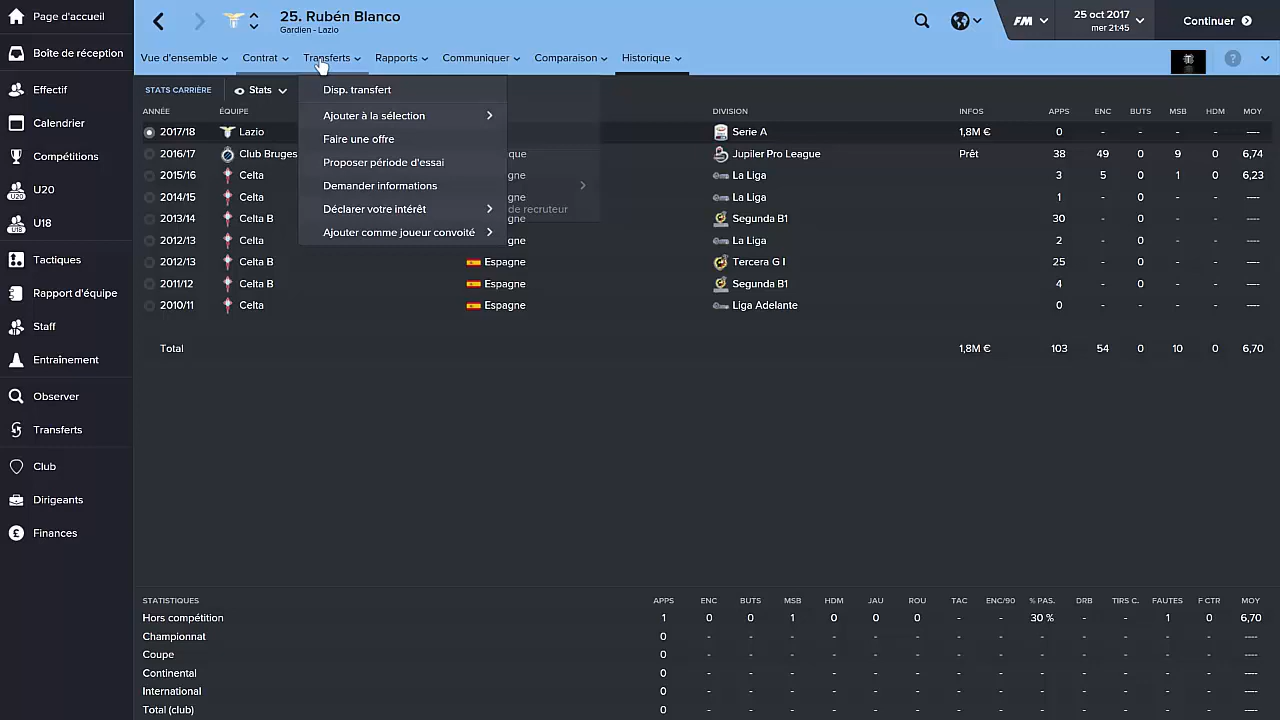 Page d'accueil
Boîte de réception
Effectif
Calendrier
Compétitions
U20
U18
Tactiques
Rapport d'équipe
Staff
Entraînement
Observer
Transferts
Club
Dirigeants
Finances
25. Rubén Blanco
Gardien - Lazio
FM
25 oct 2017
mer 21:45
Continuer
Vue d'ensemble Contrat Transferts Rapports Communiquer Comparaison Historique
STATS CARRIÈRE Stats
Disp. transfert
Ajouter à la sélection
Faire une offre
Proposer période d'essai
Demander informations
Déclarer votre intérêt de recruteur
Ajouter comme joueur convoité
ANNÉE ÉQUIPE DIVISION INFOS APPS ENC BUTS MSB HDM MOY
2017/18 Lazio Serie A 1,8M € 0 - - - - ----
2016/17 Club Bruges que Jupiler Pro League Prêt 38 49 0 9 0 6,74
2015/16 Celta gne La Liga 3 5 0 1 0 6,23
2014/15 Celta gne La Liga 1 - 0 - - ----
2013/14 Celta B gne Segunda B1 30 - 0 - - ----
2012/13 Celta gne La Liga 2 - 0 - - ----
2012/13 Celta B Espagne Tercera G I 25 - 0 - - ----
2011/12 Celta B Espagne Segunda B1 4 - 0 - - ----
2010/11 Celta Espagne Liga Adelante 0 - - - - ----
Total 1,8M € 103 54 0 10 0 6,70
STATISTIQUES APPS ENC BUTS MSB HDM JAU ROU TAC ENC/90 % PAS. DRB TIRS C. FAUTES F CTR MOY
Hors compétition 1 0 0 1 0 0 0 - - 30 % - - 1 0 6,70
Championnat 0 - - - - - - - - - - - - - ----
Coupe 0 - - - - - - - - - - - - - ----
Continental 0 - - - - - - - - - - - - - ----
International 0 - - - - - - - - - - - - - ----
Total (club) 0 - - - - - - - - - - - - - ----